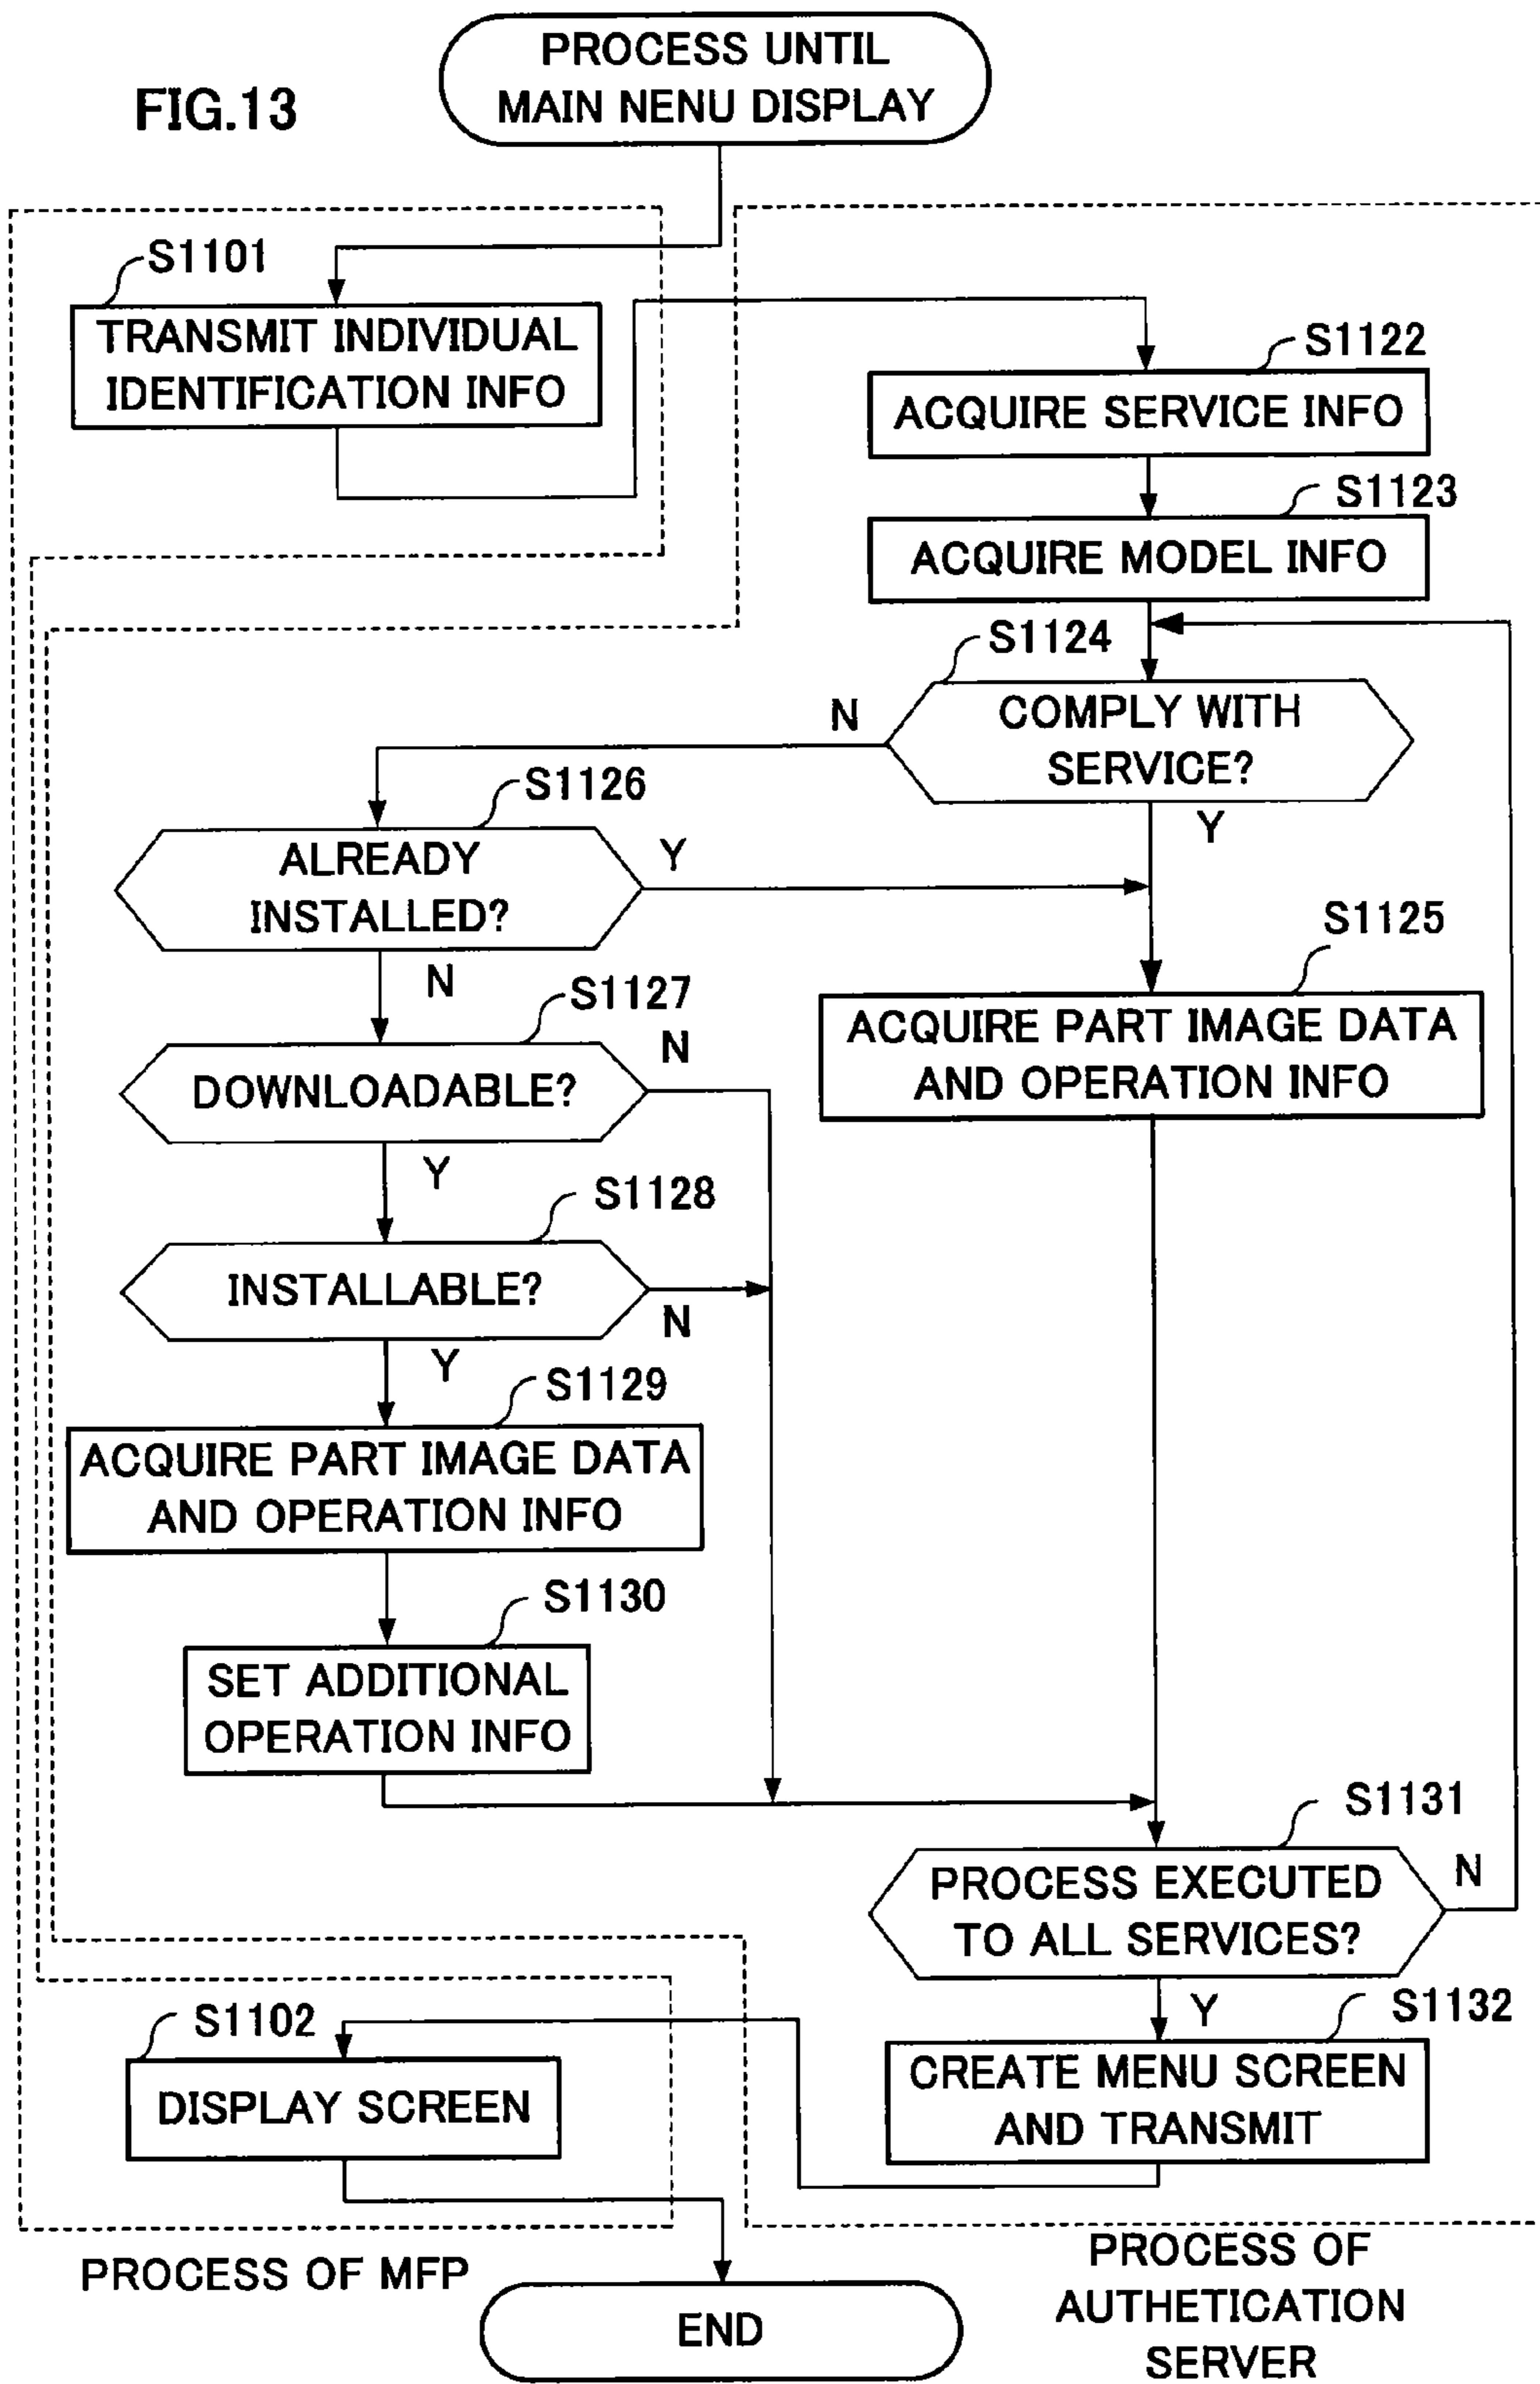 PROCESS UNTIL
MAIN NENU DISPLAY
FIG.13
S1101
TRANSMIT INDIVIDUAL
IDENTIFICATION INFO
S1122
ACQUIRE SERVICE INFO
S1123
ACQUIRE MODEL INFO
S1124
COMPLY WITH
SERVICE?
N
Y
S1126
ALREADY
INSTALLED?
Y
N
S1125
ACQUIRE PART IMAGE DATA
AND OPERATION INFO
S1127
DOWNLOADABLE?
N
Y
S1128
INSTALLABLE?
N
Y
S1129
ACQUIRE PART IMAGE DATA
AND OPERATION INFO
S1130
SET ADDITIONAL
OPERATION INFO
S1131
PROCESS EXECUTED
TO ALL SERVICES?
N
Y
S1132
CREATE MENU SCREEN
AND TRANSMIT
S1102
DISPLAY SCREEN
PROCESS OF MFP
PROCESS OF
AUTHETICATION
SERVER
END